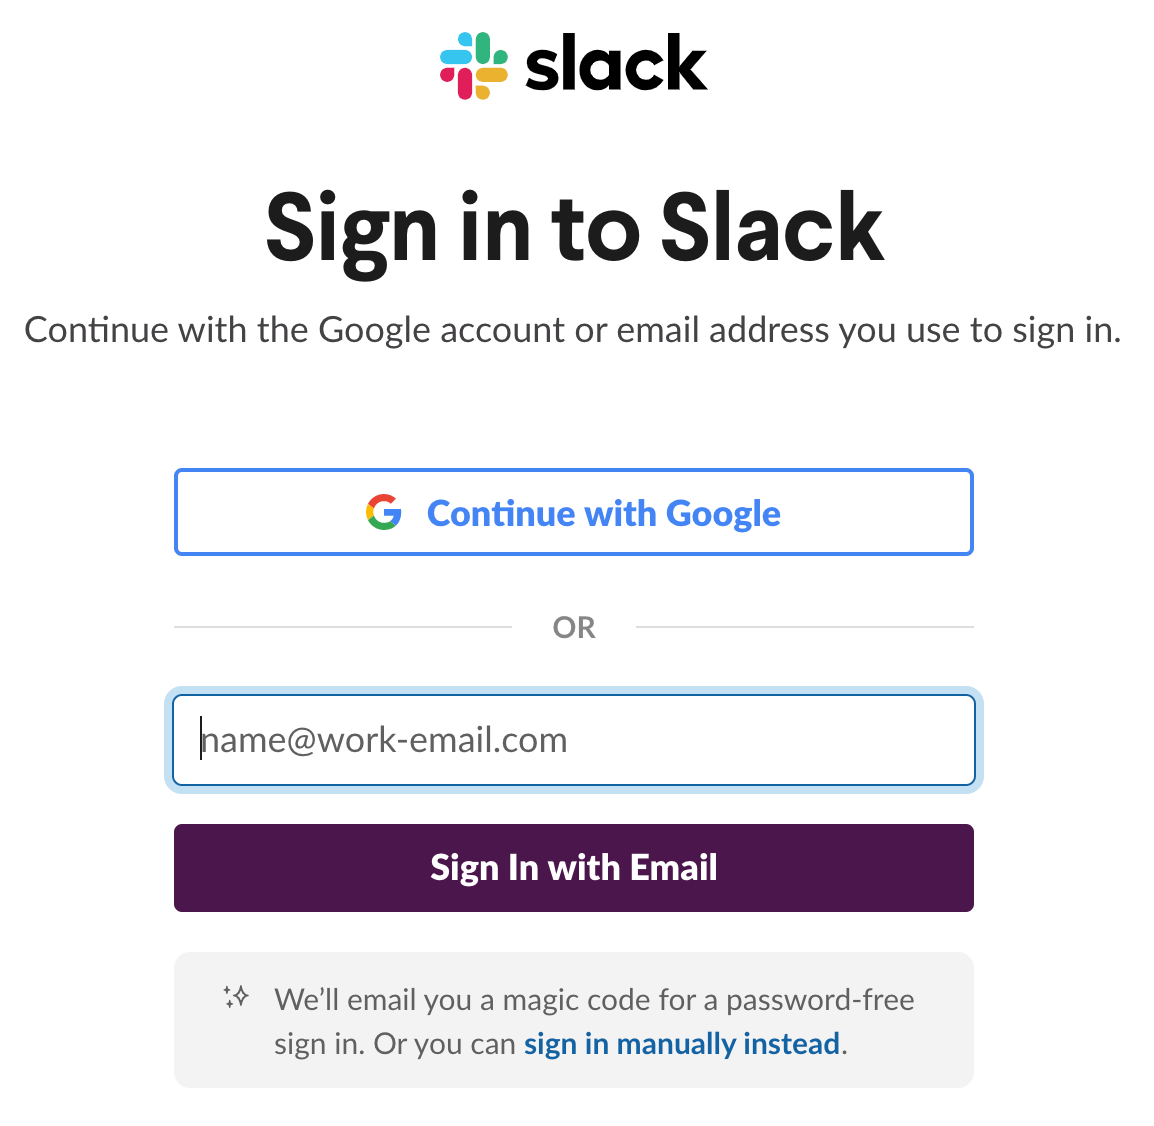 slack
Sign in to Slack
Continue with the Google account or email address you use to sign in.
Continue with Google
OR
name@work-email.com
Sign In with Email
We’ll email you a magic code for a password-free
sign in. Or you can sign in manually instead.